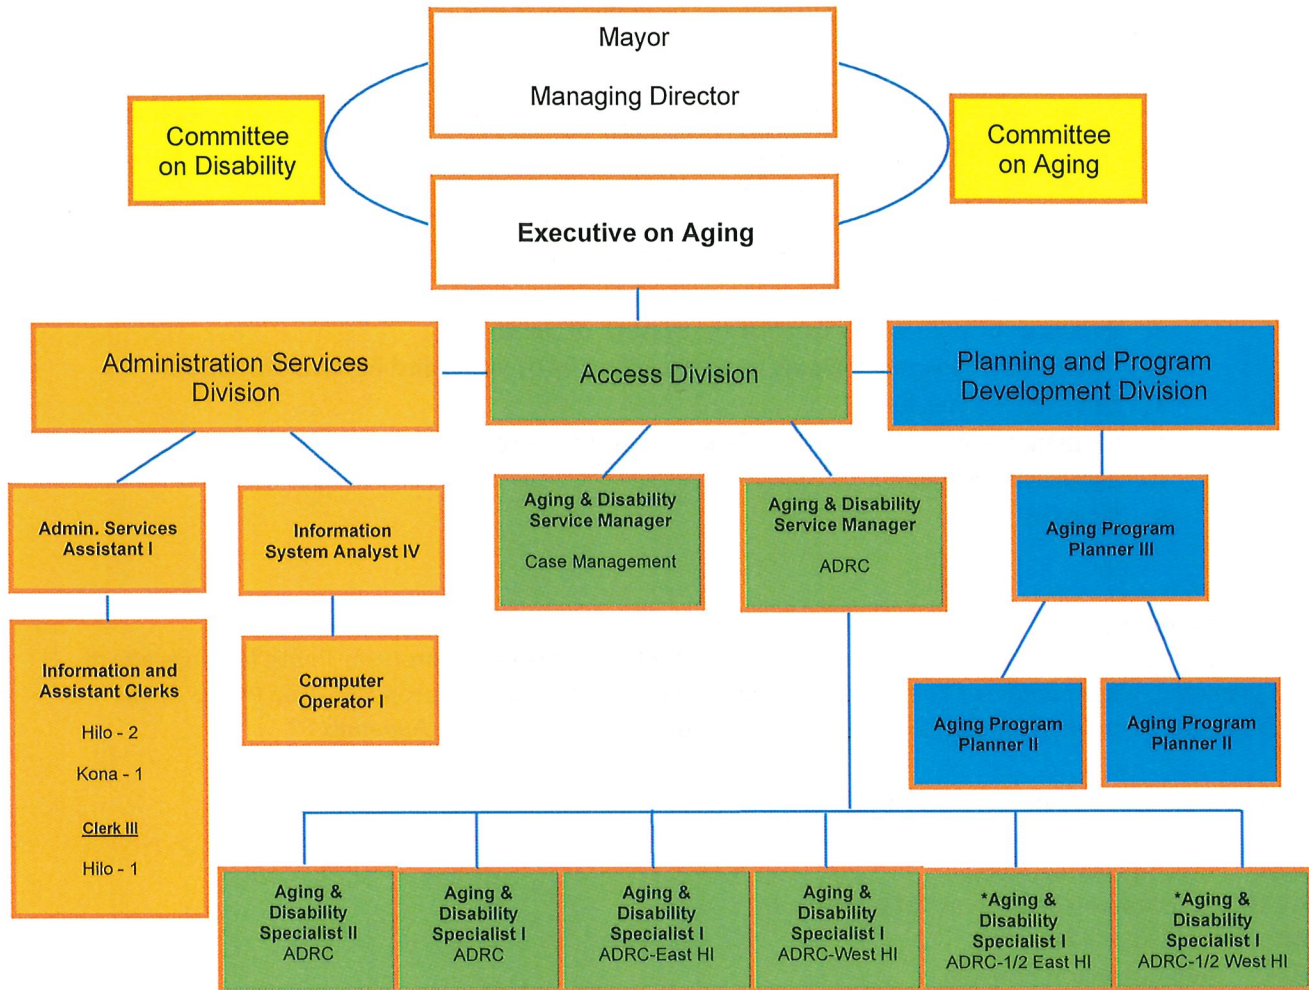 Mayor
Managing Director
Committee
on Disability
Committee
on Aging
Executive on Aging
Administration Services
Division
Access Division
Planning and Program
Development Division
Admin. Services
Assistant I
Information
System Analyst IV
Aging & Disability
Service Manager
Case Management
Aging & Disability
Service Manager
ADRC
Aging Program
Planner III
Information and
Assistant Clerks
Hilo - 2
Kona - 1
Clerk III
Hilo - 1
Computer
Operator I
Aging Program
Planner II
Aging Program
Planner II
Aging &
Disability
Specialist II
ADRC
Aging &
Disability
Specialist I
ADRC
Aging &
Disability
Specialist I
ADRC-East HI
Aging &
Disability
Specialist I
ADRC-West HI
*Aging &
Disability
Specialist I
ADRC-1/2 East HI
*Aging &
Disability
Specialist I
ADRC-1/2 West HI